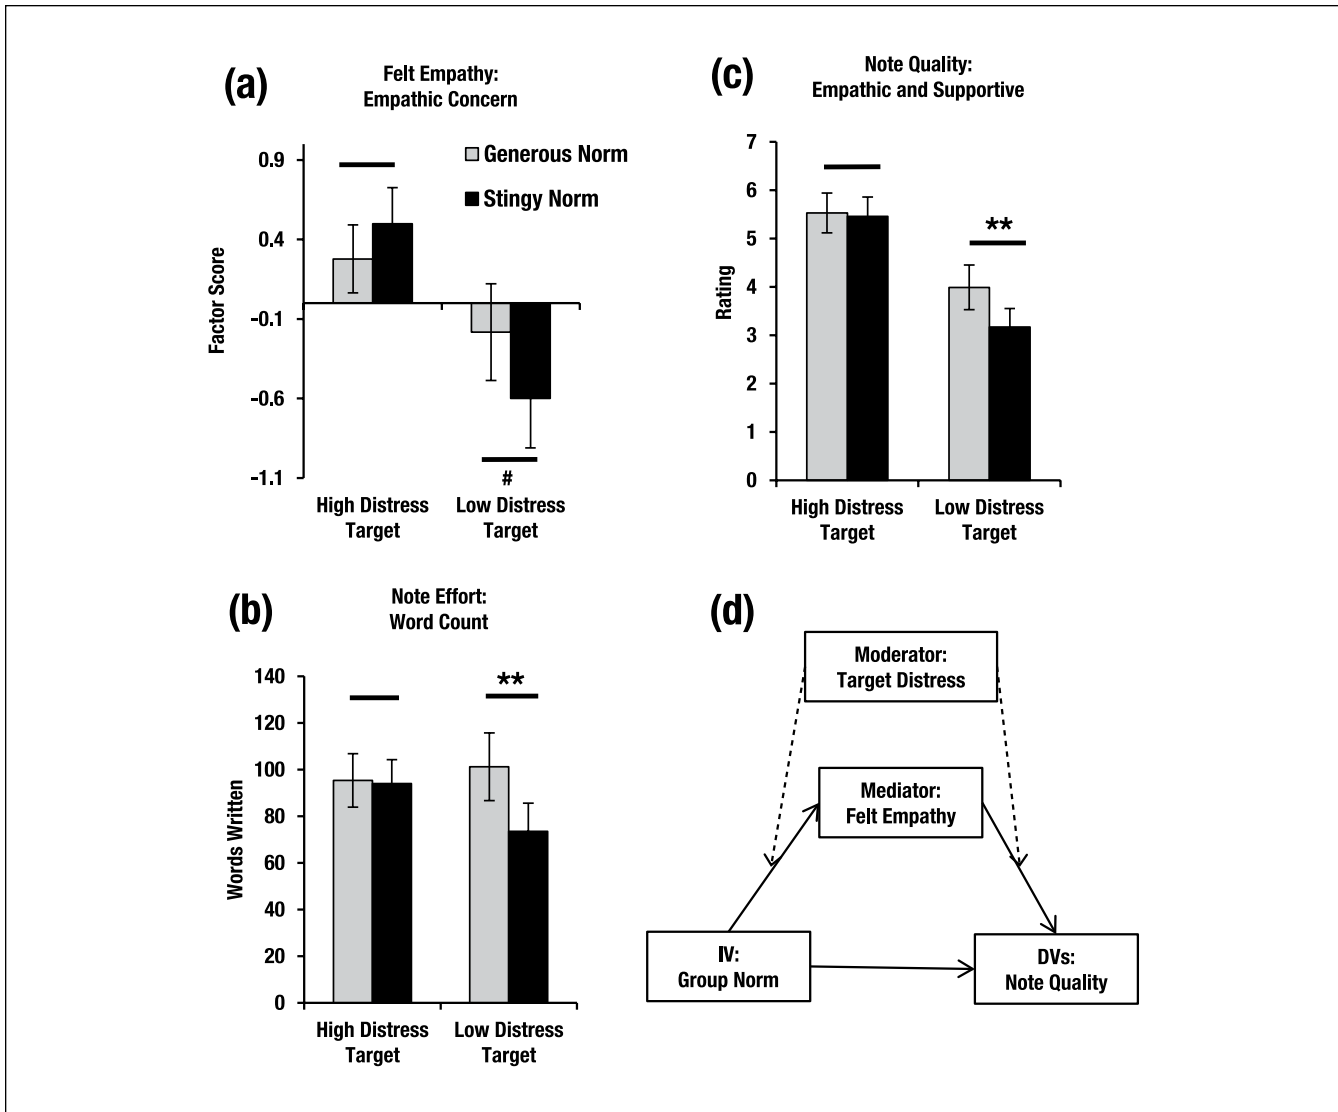 (a)
Felt Empathy:
Empathic Concern
Generous Norm
Stingy Norm
Factor Score
0.9
0.4
-0.1
-0.6
-1.1
#
High Distress
Target
Low Distress
Target
(c)
Note Quality:
Empathic and Supportive
Rating
7
6
5
4
3
2
1
0
**
High Distress
Target
Low Distress
Target
(b)
Note Effort:
Word Count
Words Written
140
120
100
80
60
40
20
0
**
High Distress
Target
Low Distress
Target
(d)
Moderator:
Target Distress
Mediator:
Felt Empathy
IV:
Group Norm
DVs:
Note Quality